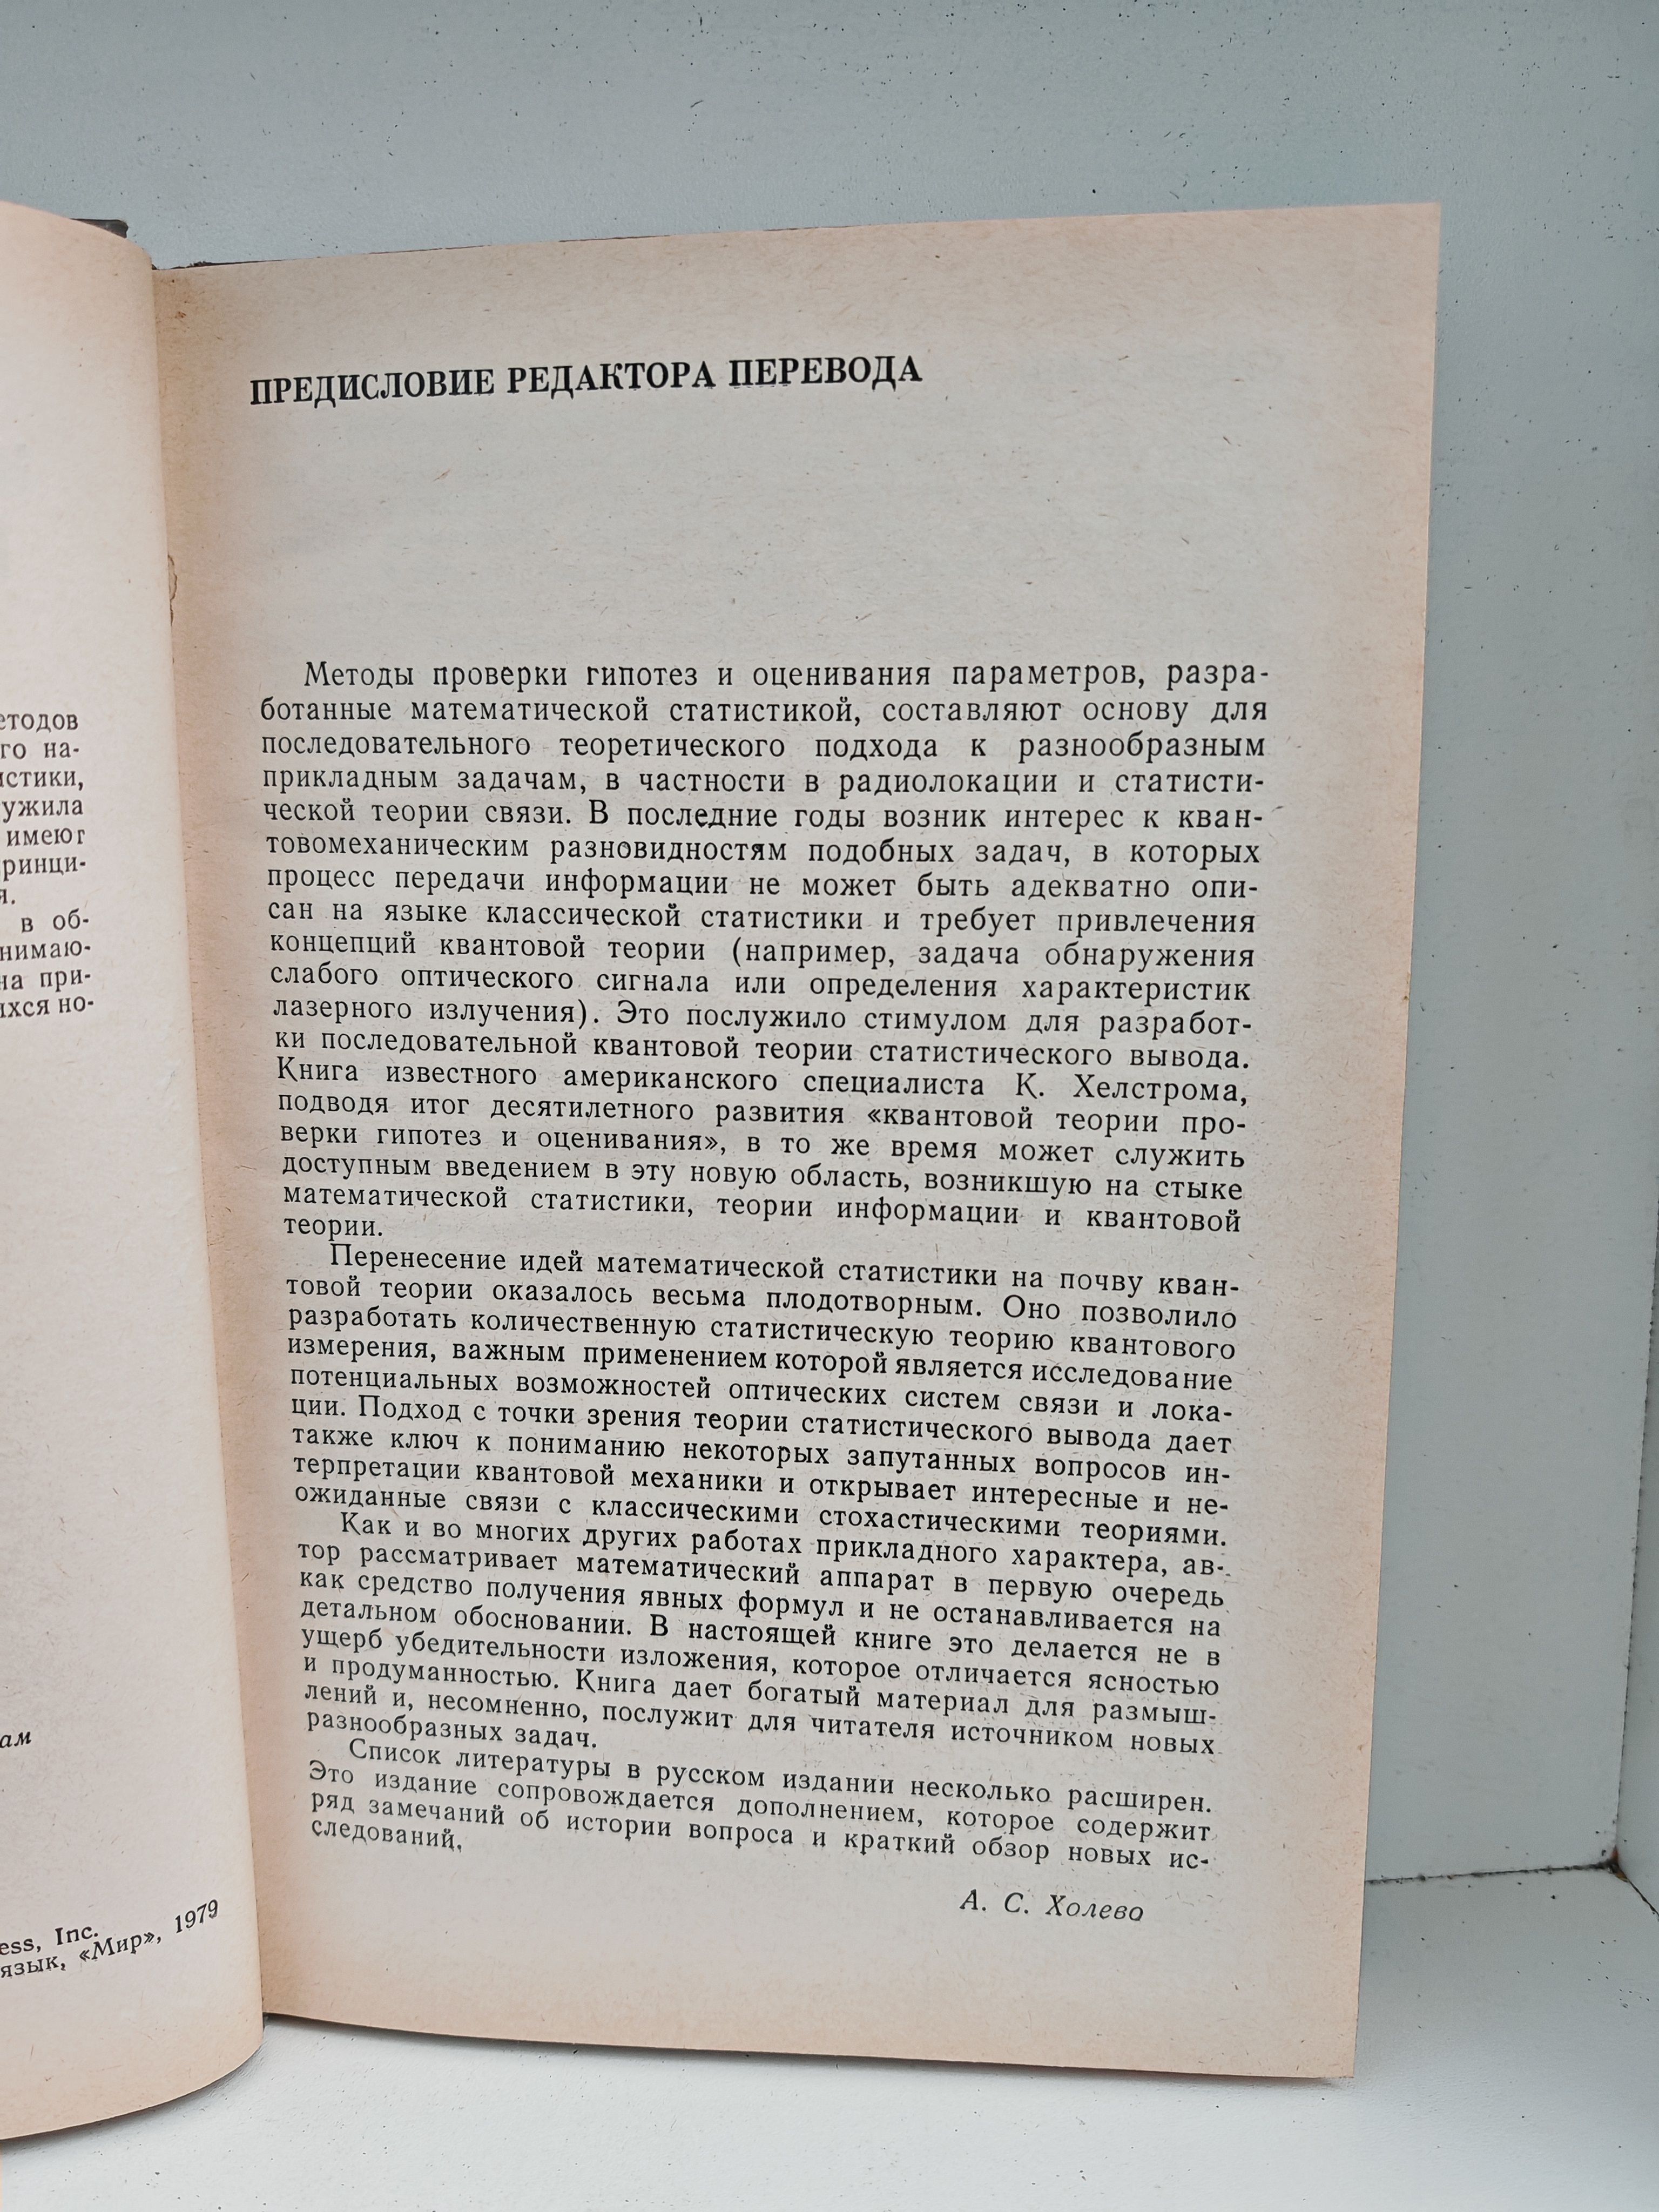 етодов
го на-
истики,
ужила
имеют
ринци-
я.
в об-
нимаю-
на при-
ихся но-
ам
ess, Inc.
язык, «Мир», 1979
ПРЕДИСЛОВИЕ РЕДАКТОРА ПЕРЕВОДА
Методы проверки гипотез и оценивания параметров, разра-
ботанные математической статистикой, составляют основу для
последовательного теоретического подхода к разнообразным
прикладным задачам, в частности в радиолокации и статисти-
ческой теории связи. В последние годы возник интерес к кван-
товомеханическим разновидностям подобных задач, в которых
процесс передачи информации не может быть адекватно опи-
сан на языке классической статистики и требует привлечения
концепций квантовой теории (например, задача обнаружения
слабого оптического сигнала или определения характеристик
лазерного излучения). Это послужило стимулом для разработ-
ки последовательной квантовой теории статистического вывода.
Книга известного американского специалиста К. Хелстрома,
подводя итог десятилетнего развития «квантовой теории про-
верки гипотез и оценивания», в то же время может служить
доступным введением в эту новую область, возникшую на стыке
математической статистики, теории информации и квантовой
теории.
Перенесение идей математической статистики на почву кван-
товой теории оказалось весьма плодотворным. Оно позволило
разработать количественную статистическую теорию квантового
измерения, важным применением которой является исследование
потенциальных возможностей оптических систем связи и лока-
ции. Подход с точки зрения теории статистического вывода дает
также ключ к пониманию некоторых запутанных вопросов ин-
терпретации квантовой механики и открывает интересные и не-
ожиданные связи с классическими стохастическими теориями.
Как и во многих других работах прикладного характера, ав-
тор рассматривает математический аппарат в первую очередь
как средство получения явных формул и не останавливается на
детальном обосновании. В настоящей книге это делается не в
ущерб убедительности изложения, которое отличается ясностью
и продуманностью. Книга дает богатый материал для размыш-
лений и, несомненно, послужит для читателя источником новых
разнообразных задач.
Список литературы в русском издании несколько расширен.
Это издание сопровождается дополнением, которое содержит
ряд замечаний об истории вопроса и краткий обзор новых ис-
следований.
А. С. Холево